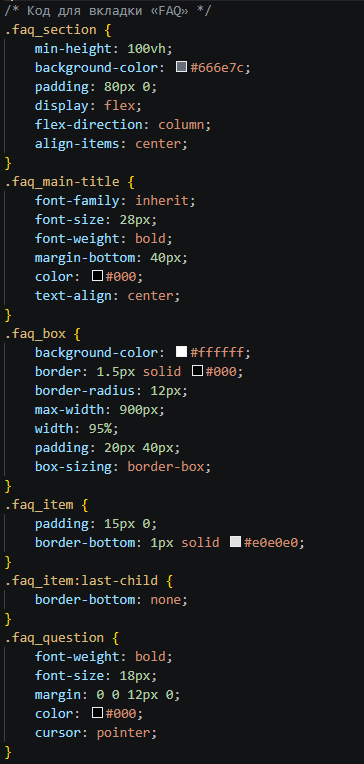 /* Код для вкладки «FAQ» */
.faq_section {
    min-height: 100vh;
    background-color: #666e7c;
    padding: 80px 0;
    display: flex;
    flex-direction: column;
    align-items: center;
}
.faq_main-title {
    font-family: inherit;
    font-size: 28px;
    font-weight: bold;
    margin-bottom: 40px;
    color: #000;
    text-align: center;
}
.faq_box {
    background-color: #ffffff;
    border: 1.5px solid #000;
    border-radius: 12px;
    max-width: 900px;
    width: 95%;
    padding: 20px 40px;
    box-sizing: border-box;
}
.faq_item {
    padding: 15px 0;
    border-bottom: 1px solid #e0e0e0;
}
.faq_item:last-child {
    border-bottom: none;
}
.faq_question {
    font-weight: bold;
    font-size: 18px;
    margin: 0 0 12px 0;
    color: #000;
    cursor: pointer;
}